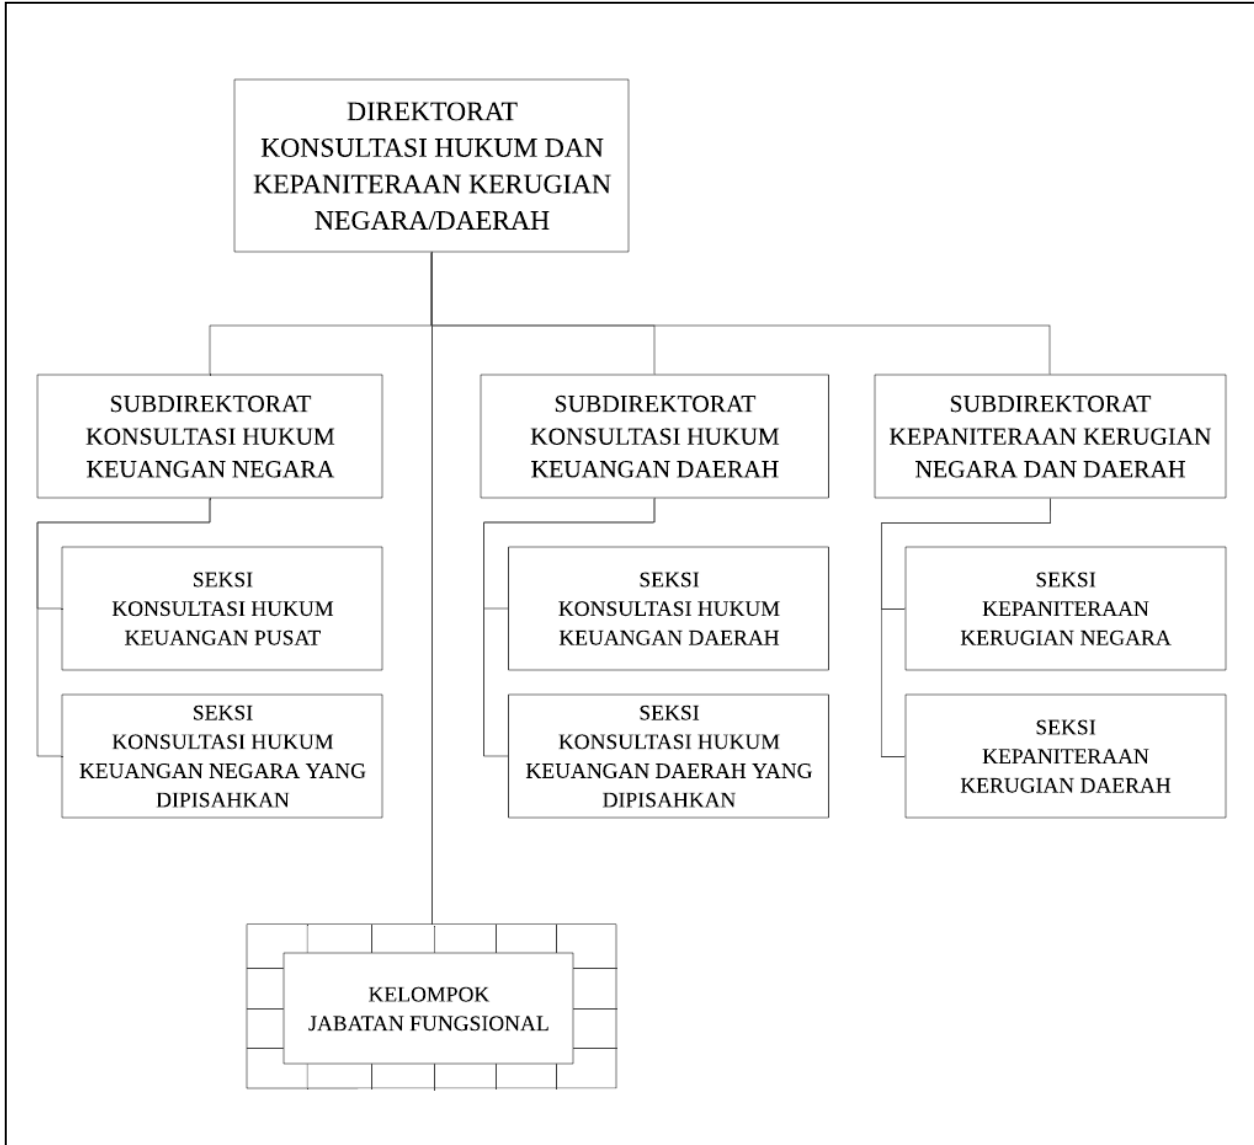 DIREKTORAT
KONSULTASI HUKUM DAN
KEPANITERAAN KERUGIAN
NEGARA/DAERAH
SUBDIREKTORAT
KONSULTASI HUKUM
KEUANGAN NEGARA
SEKSI
KONSULTASI HUKUM
KEUANGAN PUSAT
SEKSI
KONSULTASI HUKUM
KEUANGAN NEGARA YANG
DIPISAHKAN
SUBDIREKTORAT
KONSULTASI HUKUM
KEUANGAN DAERAH
SEKSI
KONSULTASI HUKUM
KEUANGAN DAERAH
SEKSI
KONSULTASI HUKUM
KEUANGAN DAERAH YANG
DIPISAHKAN
SUBDIREKTORAT
KEPANITERAAN KERUGIAN
NEGARA DAN DAERAH
SEKSI
KEPANITERAAN
KERUGIAN NEGARA
SEKSI
KEPANITERAAN
KERUGIAN DAERAH
KELOMPOK
JABATAN FUNGSIONAL